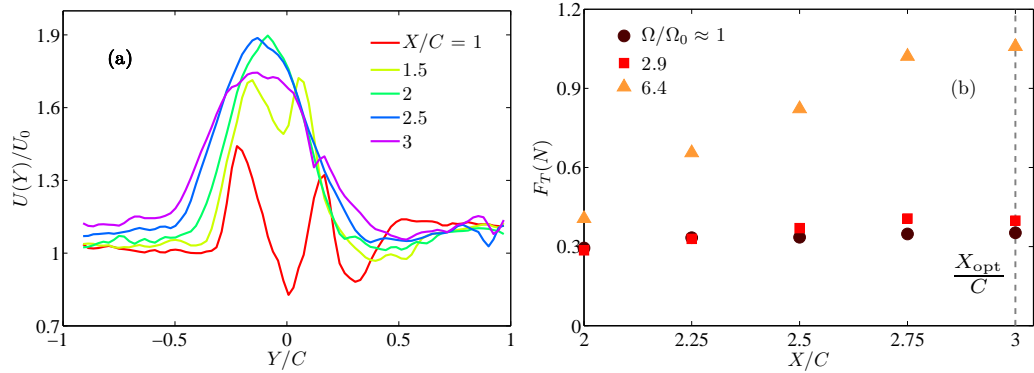 (a)
U(Y)/U₀
1.9
1.6
1.3
1
0.7
−1
−0.5
0
0.5
1
Y/C
X/C = 1
1.5
2
2.5
3
(b)
F_T(N)
1.2
0.9
0.6
0.3
0
2
2.25
2.5
2.75
3
X/C
Ω/Ω₀ ≈ 1
2.9
6.4
X_opt
C